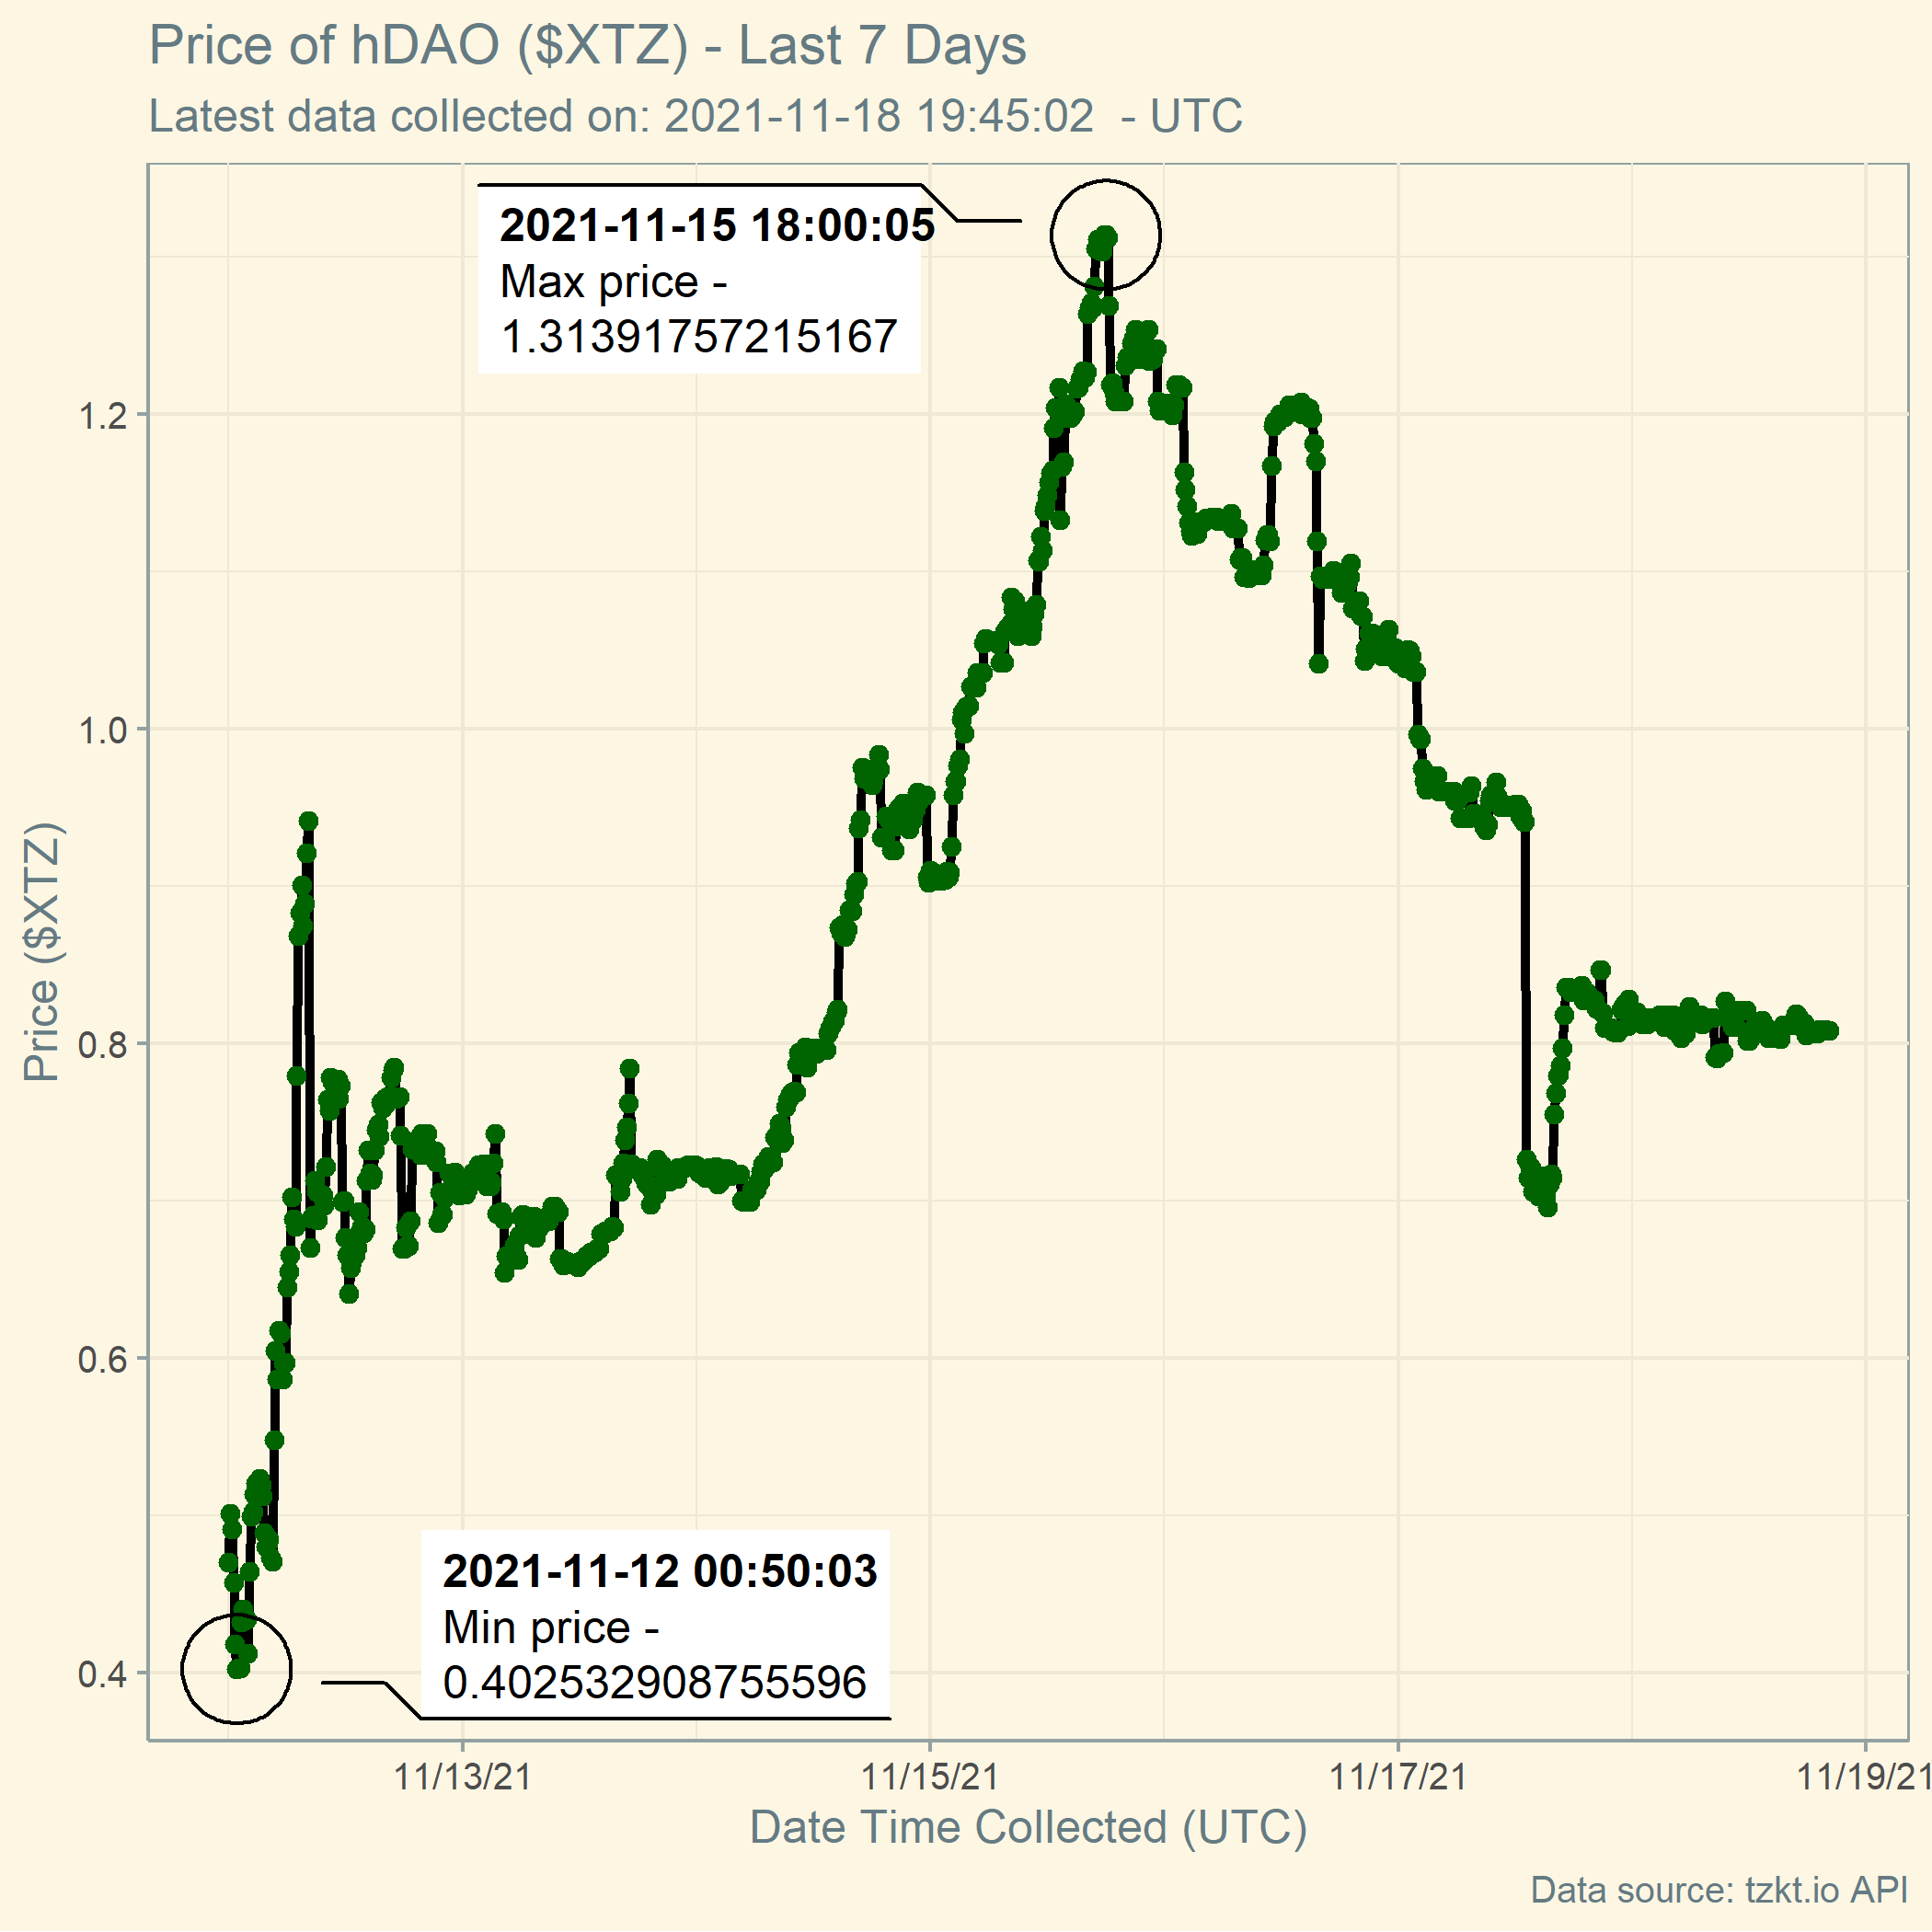 Price of hDAO ($XTZ) - Last 7 Days
Latest data collected on: 2021-11-18 19:45:02  - UTC
2021-11-15 18:00:05
Max price -
1.31391757215167
1.2
1.0
0.8
0.6
0.4
Price ($XTZ)
2021-11-12 00:50:03
Min price -
0.402532908755596
11/13/21
11/15/21
11/17/21
11/19/21
Date Time Collected (UTC)
Data source: tzkt.io API